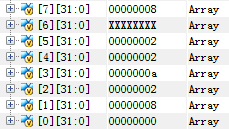 [7][31:0] 00000008 Array
[6][31:0] XXXXXXXX Array
[5][31:0] 00000002 Array
[4][31:0] 00000002 Array
[3][31:0] 0000000a Array
[2][31:0] 00000002 Array
[1][31:0] 00000008 Array
[0][31:0] 00000000 Array